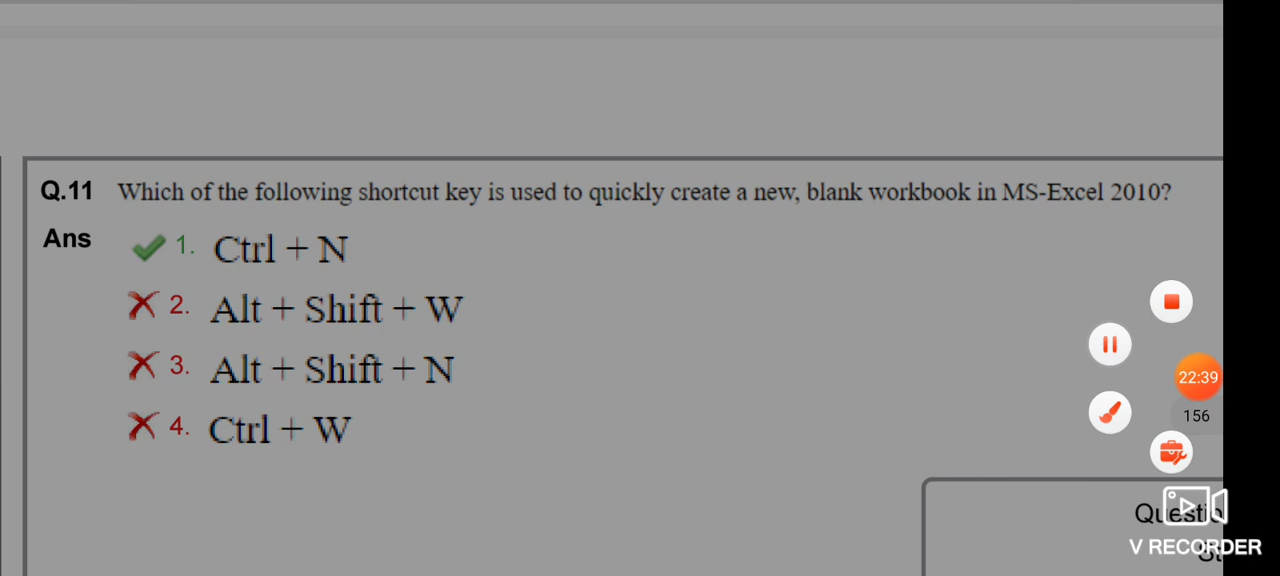 Q.11 Which of the following shortcut key is used to quickly create a new, blank workbook in MS-Excel 2010?
Ans 1. Ctrl + N
2. Alt + Shift + W
3. Alt + Shift + N
4. Ctrl + W
22:39
156
V RECORDER